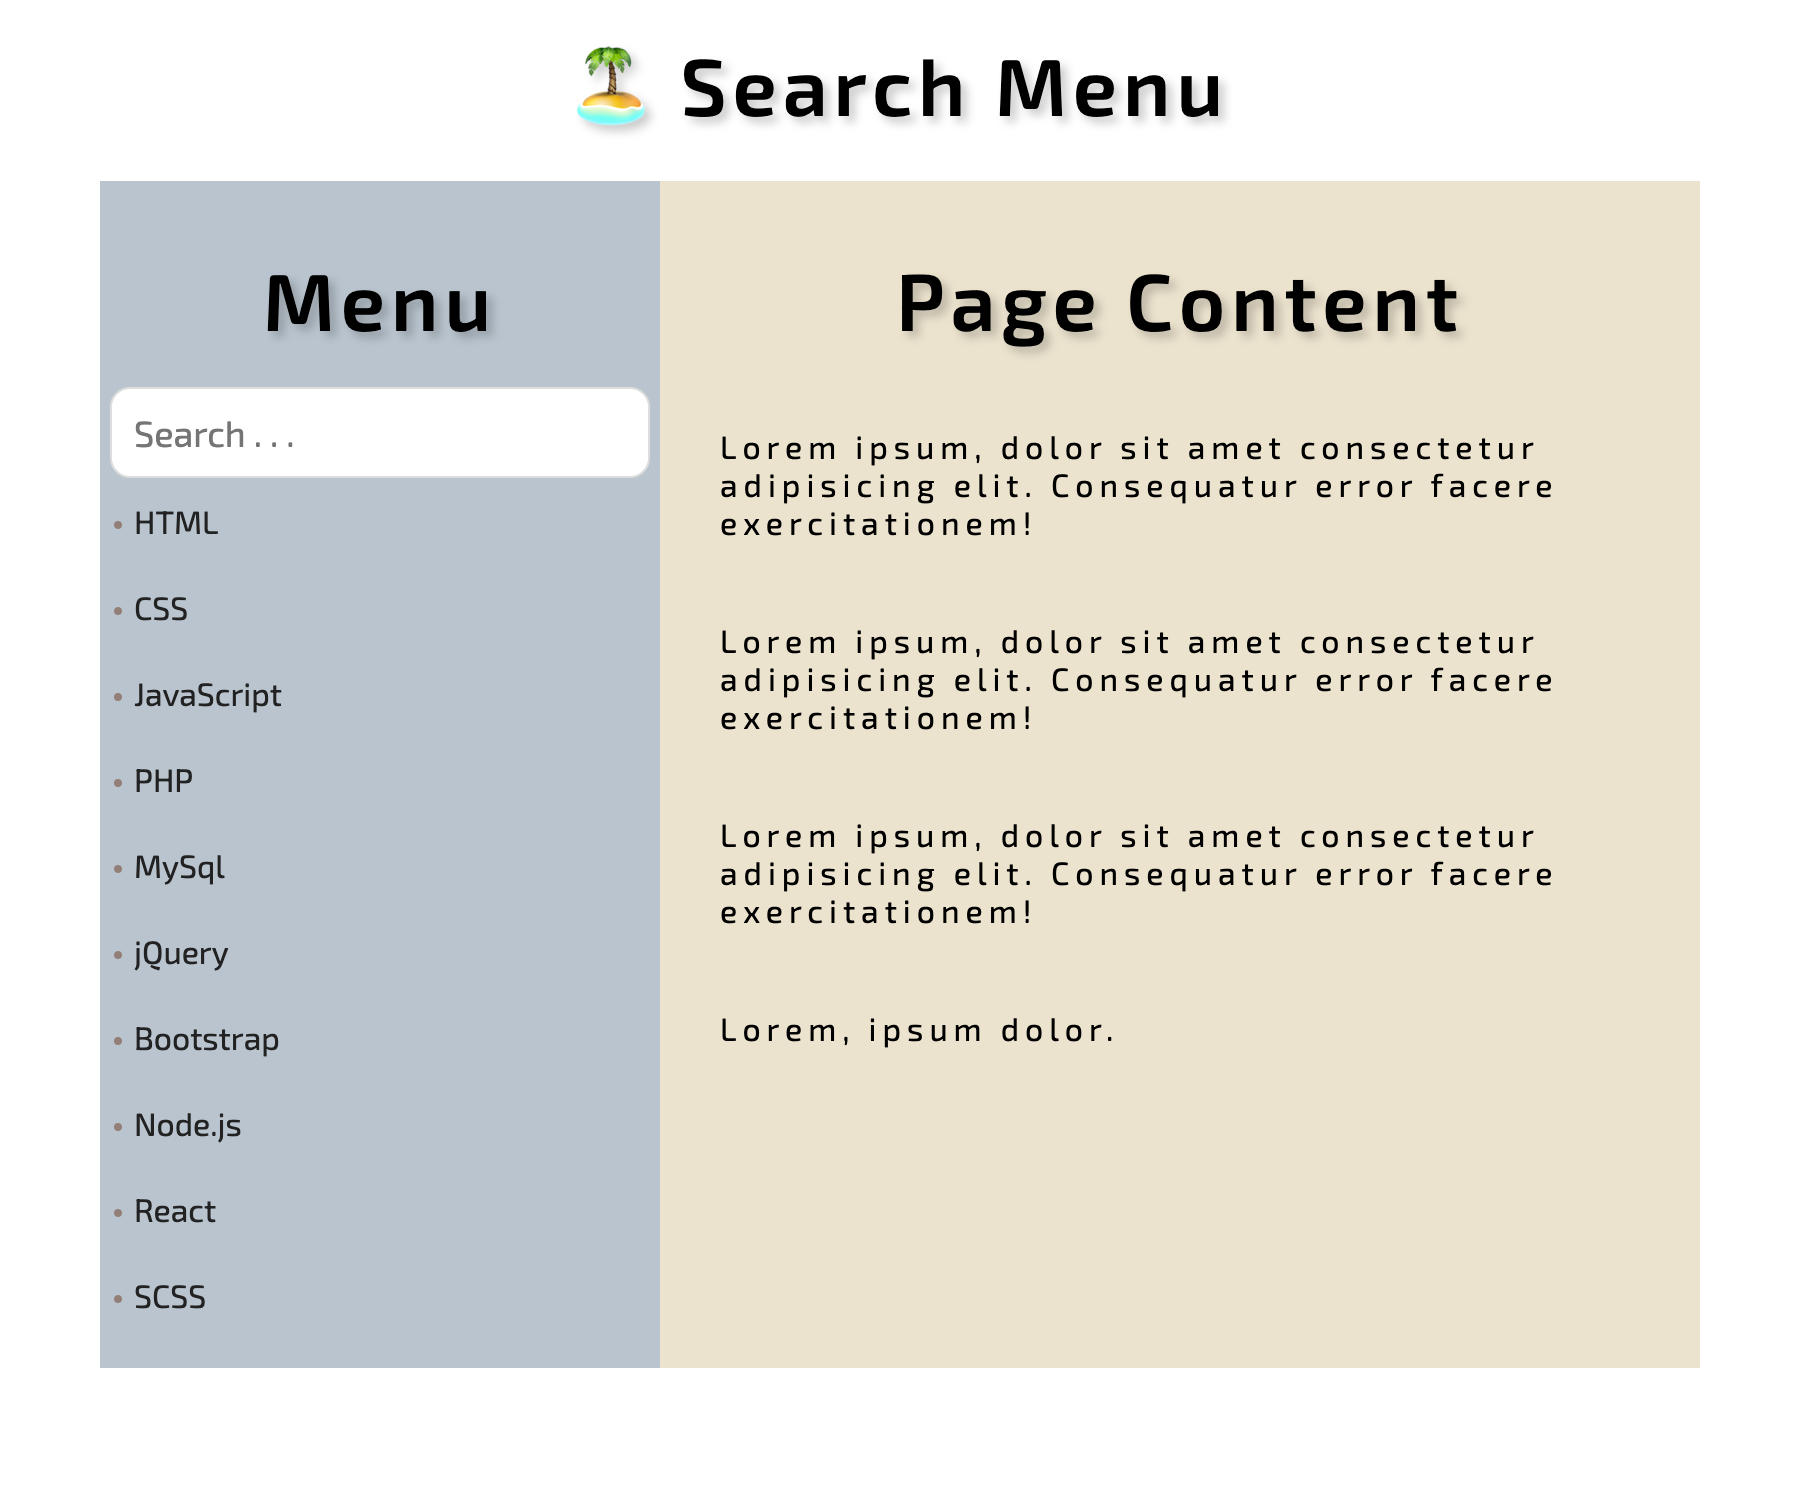 🏝️ Search Menu
Menu
Search . . .
• HTML
• CSS
• JavaScript
• PHP
• MySql
• jQuery
• Bootstrap
• Node.js
• React
• SCSS
Page Content
Lorem ipsum, dolor sit amet consectetur
adipisicing elit. Consequatur error facere
exercitationem!
Lorem ipsum, dolor sit amet consectetur
adipisicing elit. Consequatur error facere
exercitationem!
Lorem ipsum, dolor sit amet consectetur
adipisicing elit. Consequatur error facere
exercitationem!
Lorem, ipsum dolor.